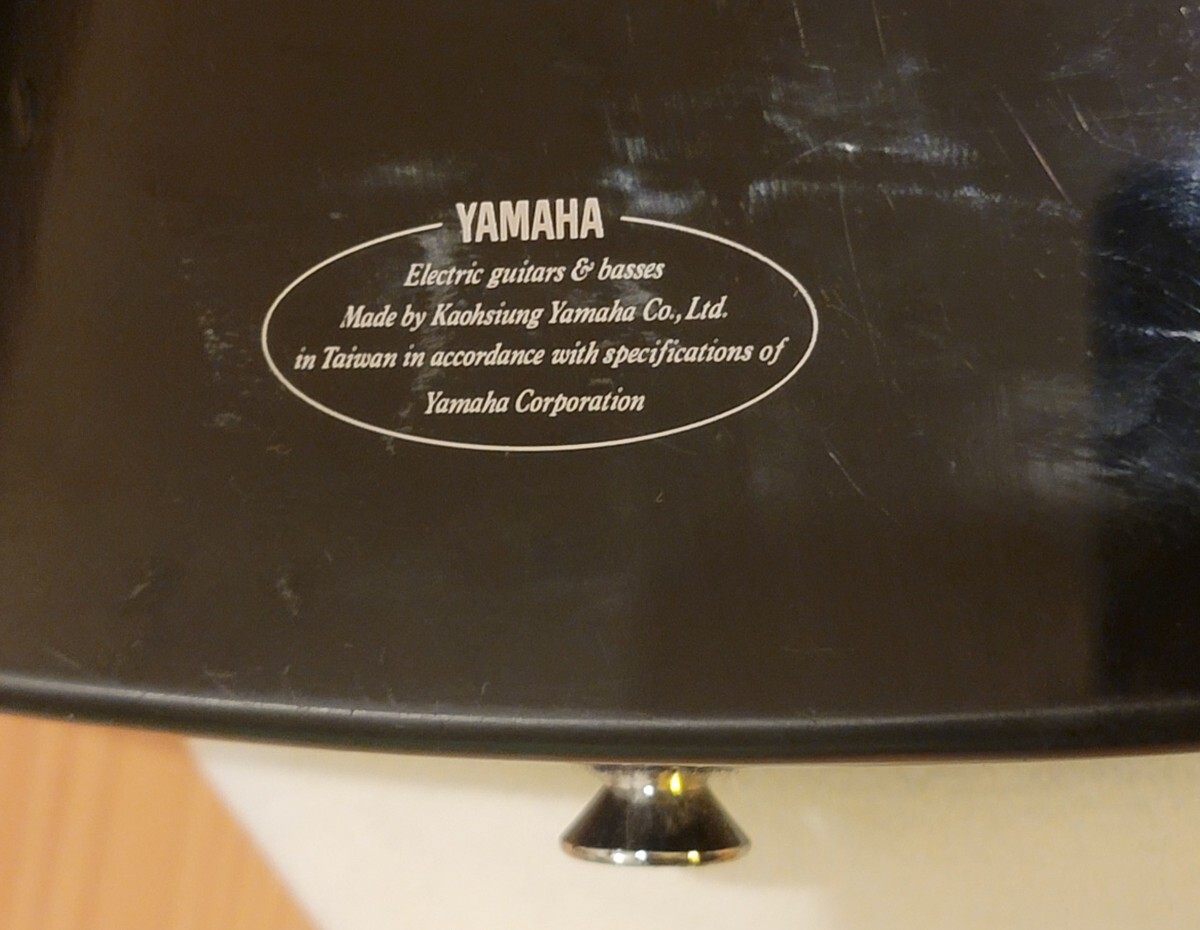 YAMAHA
Electric guitars & basses
Made by Kaohsiung Yamaha Co., Ltd.
in Taiwan in accordance with specifications of
Yamaha Corporation